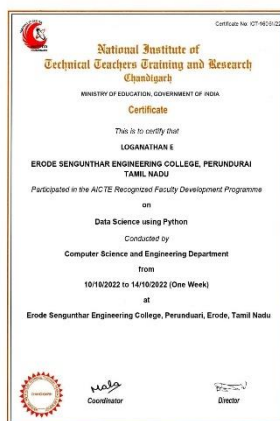 National Institute of
Technical Teachers Training and Research
Chandigarh
MINISTRY OF EDUCATION, GOVERNMENT OF INDIA
Certificate
This is to certify that
LOGANATHAN E
ERODE SENGUNTHAR ENGINEERING COLLEGE, PERUNDURAI
TAMIL NADU
Participated in the AICTE Recognized Faculty Development Programme
on
Data Science using Python
Conducted by
Computer Science and Engineering Department
from
10/10/2022 to 14/10/2022 (One Week)
at
Erode Sengunthar Engineering College, Perunduari, Erode, Tamil Nadu
Mala
Coordinator
Director